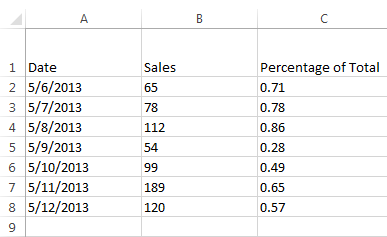 A B C
1 Date Sales Percentage of Total
2 5/6/2013 65 0.71
3 5/7/2013 78 0.78
4 5/8/2013 112 0.86
5 5/9/2013 54 0.28
6 5/10/2013 99 0.49
7 5/11/2013 189 0.65
8 5/12/2013 120 0.57
9